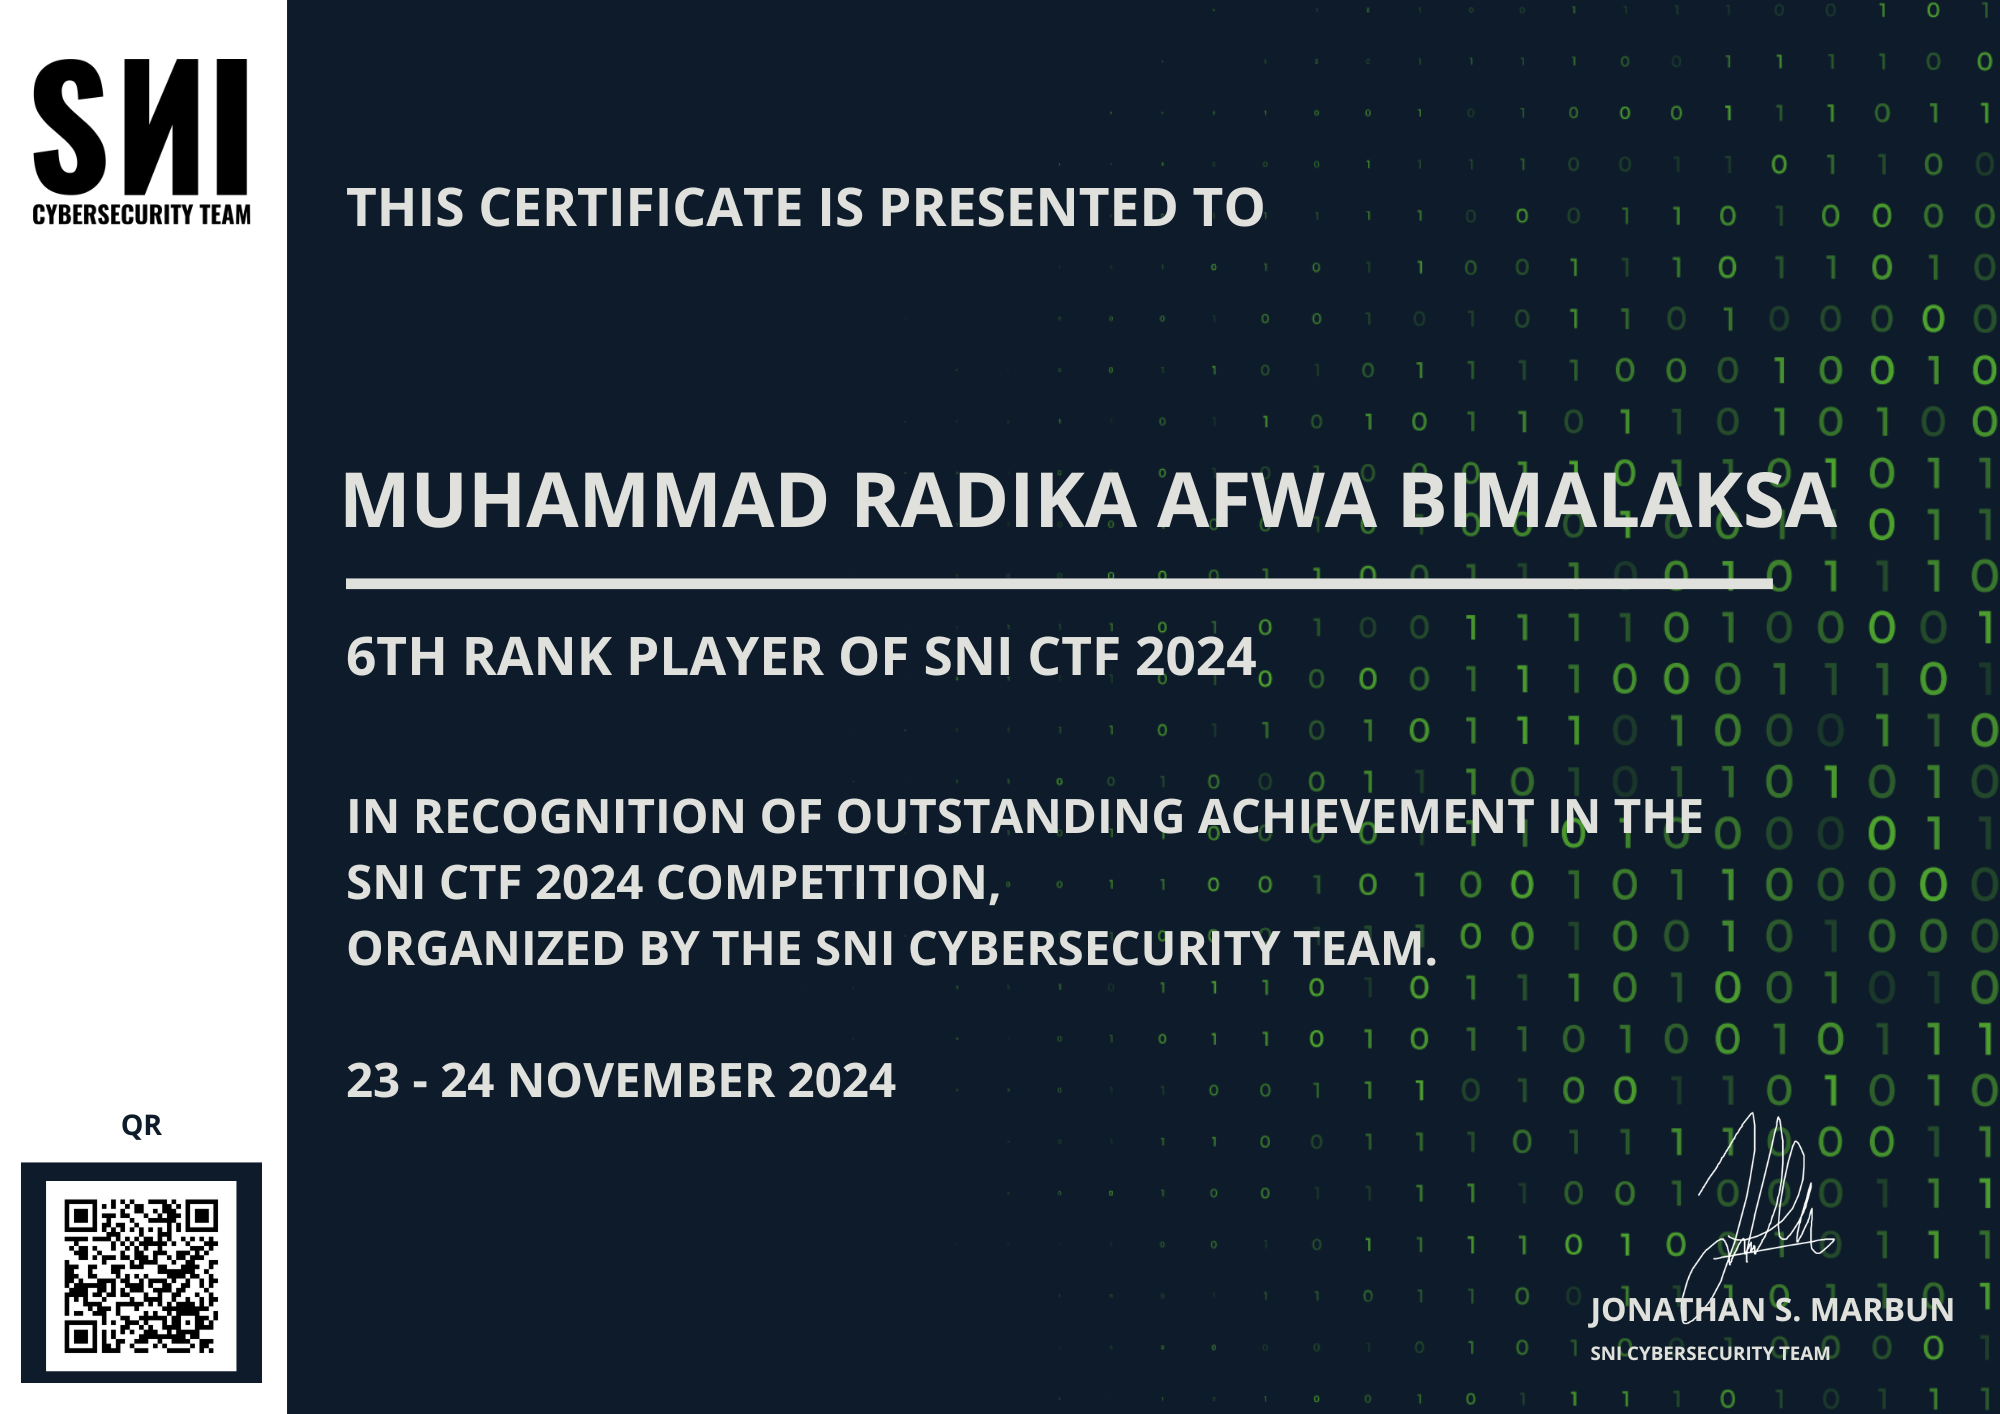 SNI
CYBERSECURITY TEAM
THIS CERTIFICATE IS PRESENTED TO
MUHAMMAD RADIKA AFWA BIMALAKSA
6TH RANK PLAYER OF SNI CTF 2024
IN RECOGNITION OF OUTSTANDING ACHIEVEMENT IN THE
SNI CTF 2024 COMPETITION,
ORGANIZED BY THE SNI CYBERSECURITY TEAM.
23 - 24 NOVEMBER 2024
QR
JONATHAN S. MARBUN
SNI CYBERSECURITY TEAM